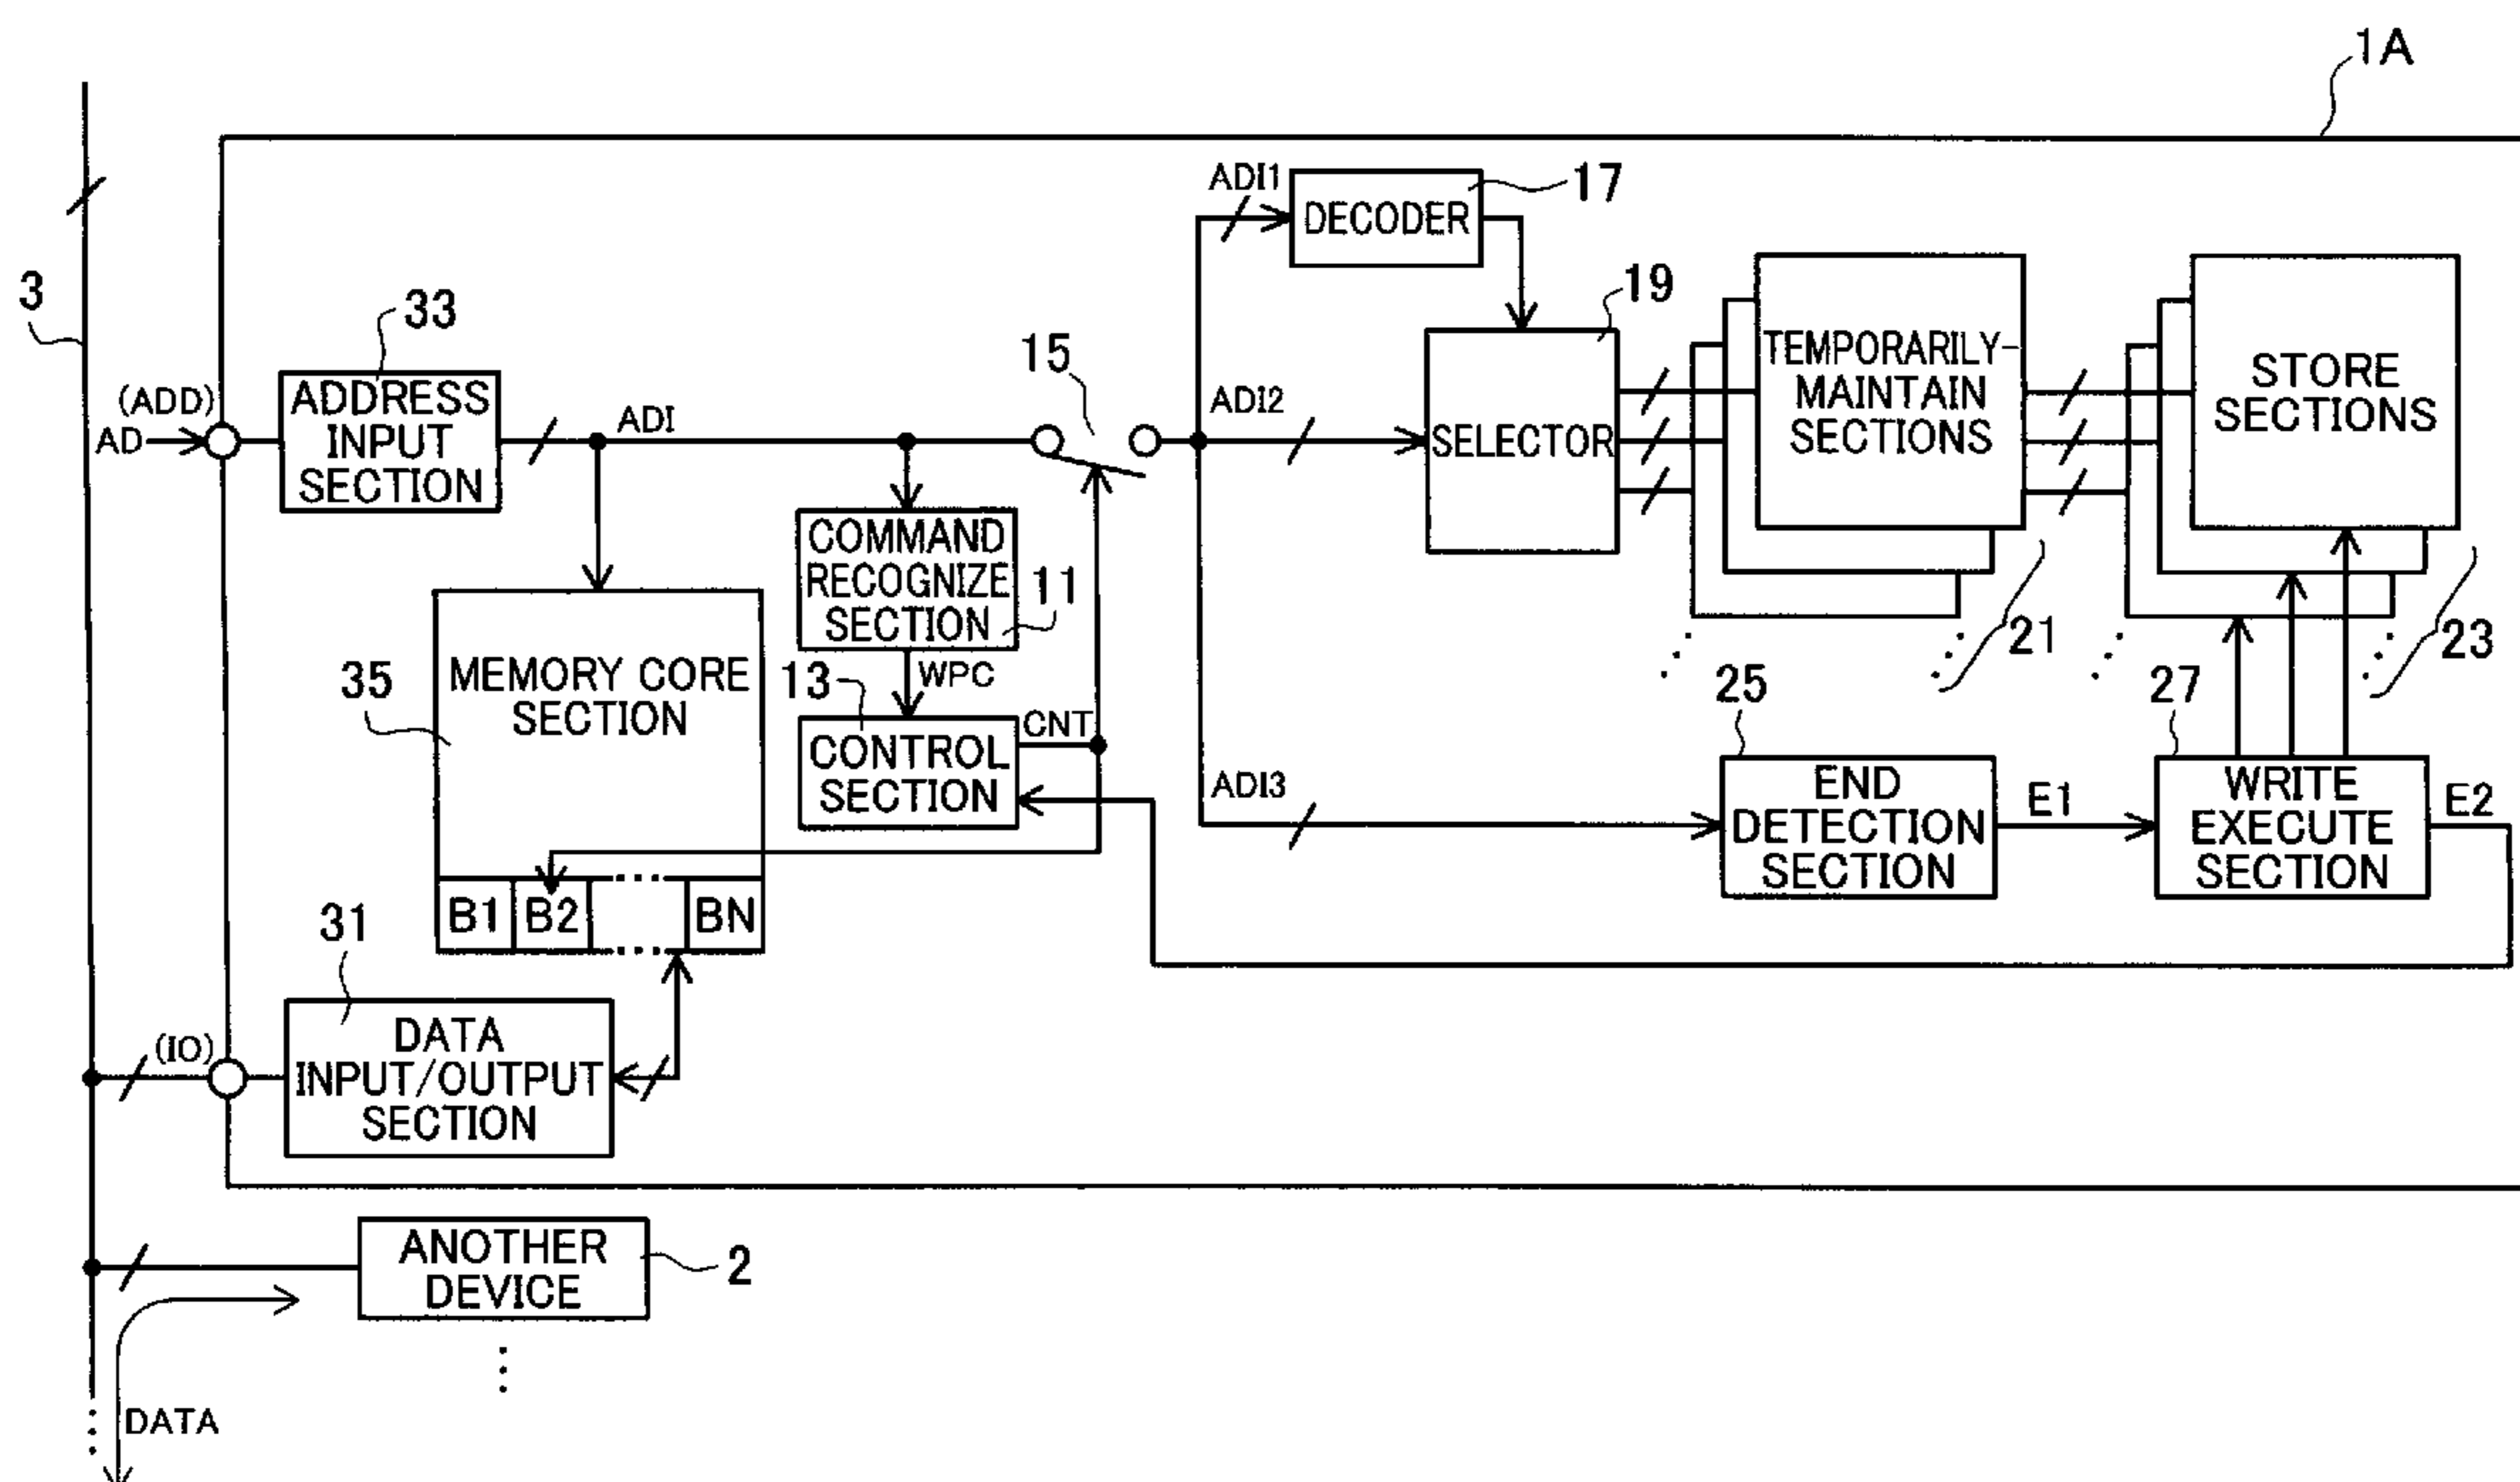 1A
ADI1
DECODER
17
3
33
19
(ADD)
AD
ADDRESS
INPUT
SECTION
ADI
15
ADI2
SELECTOR
TEMPORARILY-
MAINTAIN
SECTIONS
STORE
SECTIONS
COMMAND
RECOGNIZE
SECTION
11
21
23
35
MEMORY CORE
SECTION
WPC
13
CNT
CONTROL
SECTION
ADI3
25
END
DETECTION
SECTION
E1
27
WRITE
EXECUTE
SECTION
E2
B1
B2
BN
31
(IO)
DATA
INPUT/OUTPUT
SECTION
ANOTHER
DEVICE
2
DATA